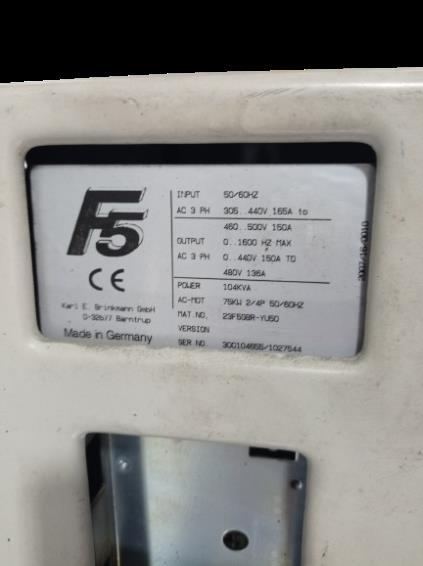 F5
CE
Karl E. Brinkmann GmbH
D-32677 Barntrup
Made in Germany
INPUT 50/60HZ
AC 3 PH 305..440V 165A to
460..500V 150A
OUTPUT 0..1600 HZ MAX
AC 3 PH 0..440V 150A TO
480V 136A
POWER 104KVA
AC-MOT 75KW 2/4P 50/60HZ
MAT.NO.
VERSION
SER NO. 300104655/1027544